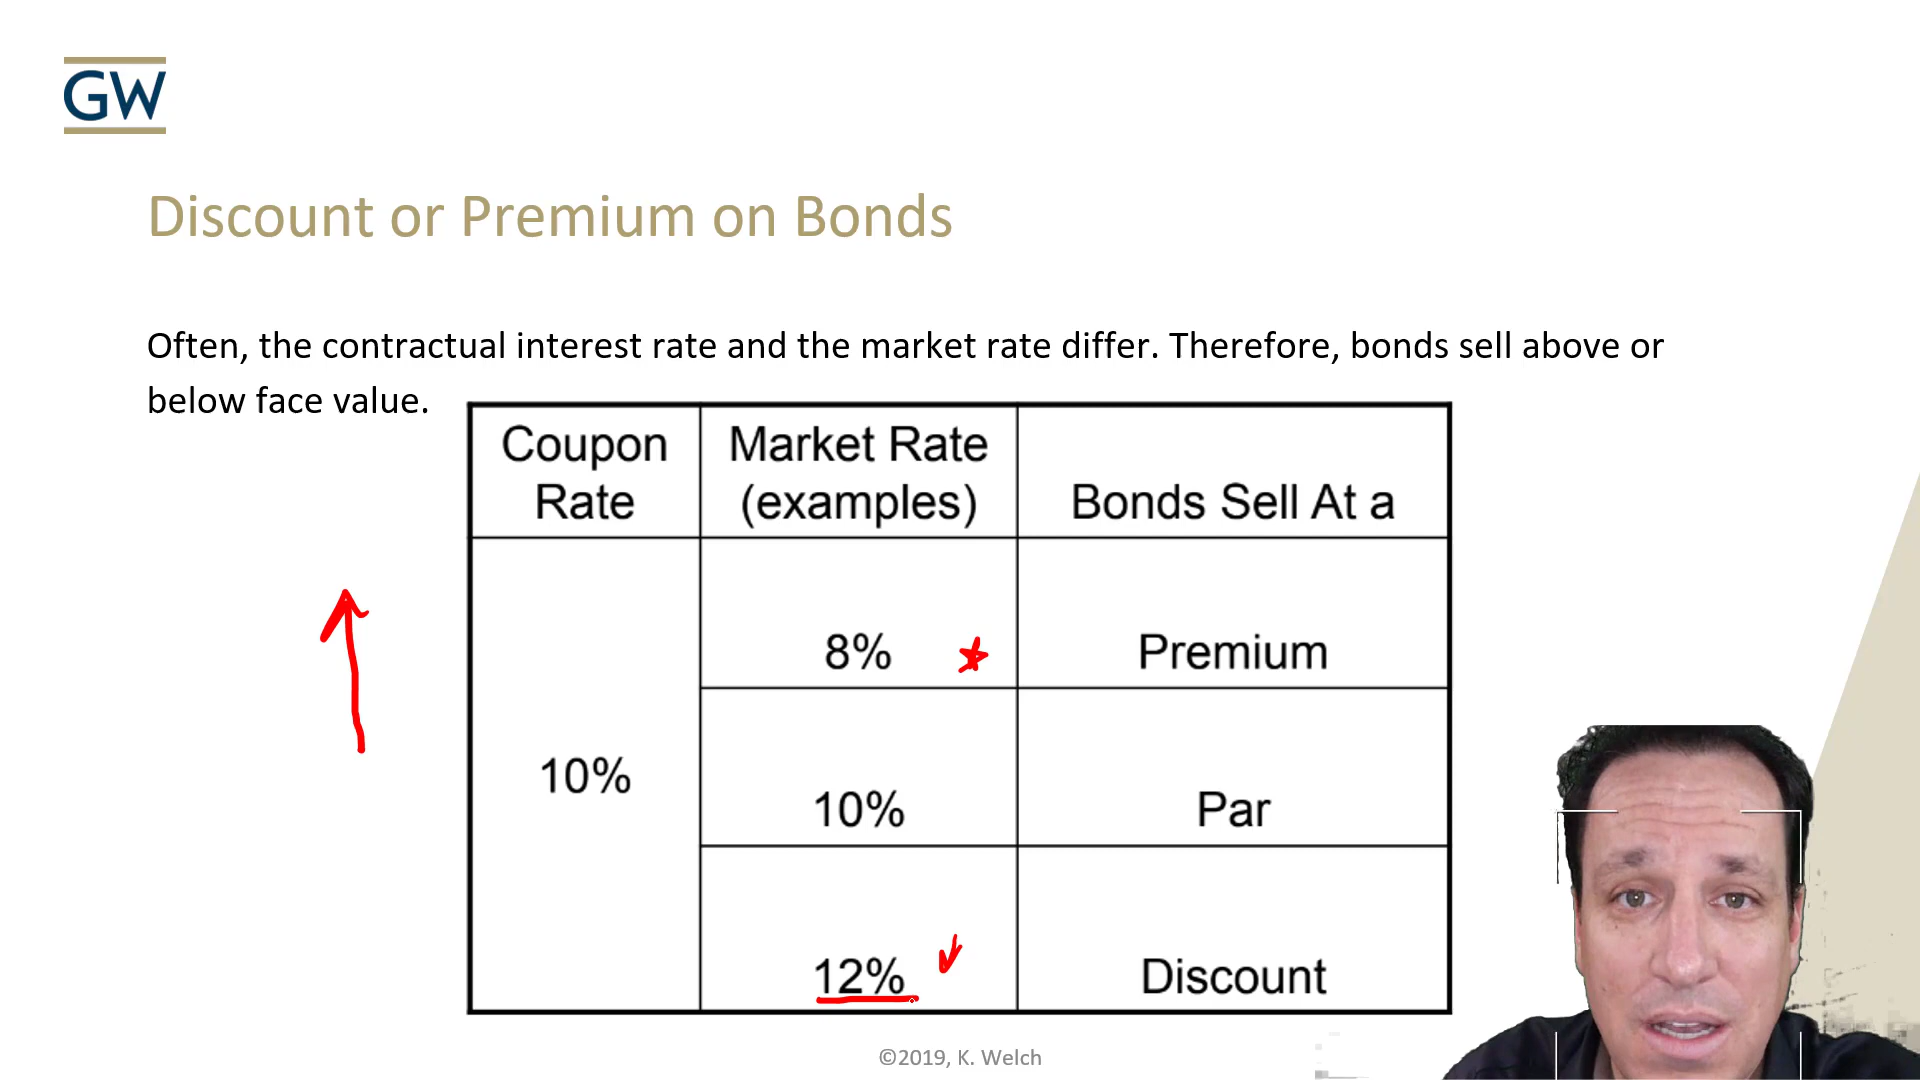 GW
Discount or Premium on Bonds
Often, the contractual interest rate and the market rate differ. Therefore, bonds sell above or
below face value.
Coupon
Rate
Market Rate
(examples)
Bonds Sell At a
10%
8%
Premium
10%
Par
12%
Discount
©2019, K. Welch